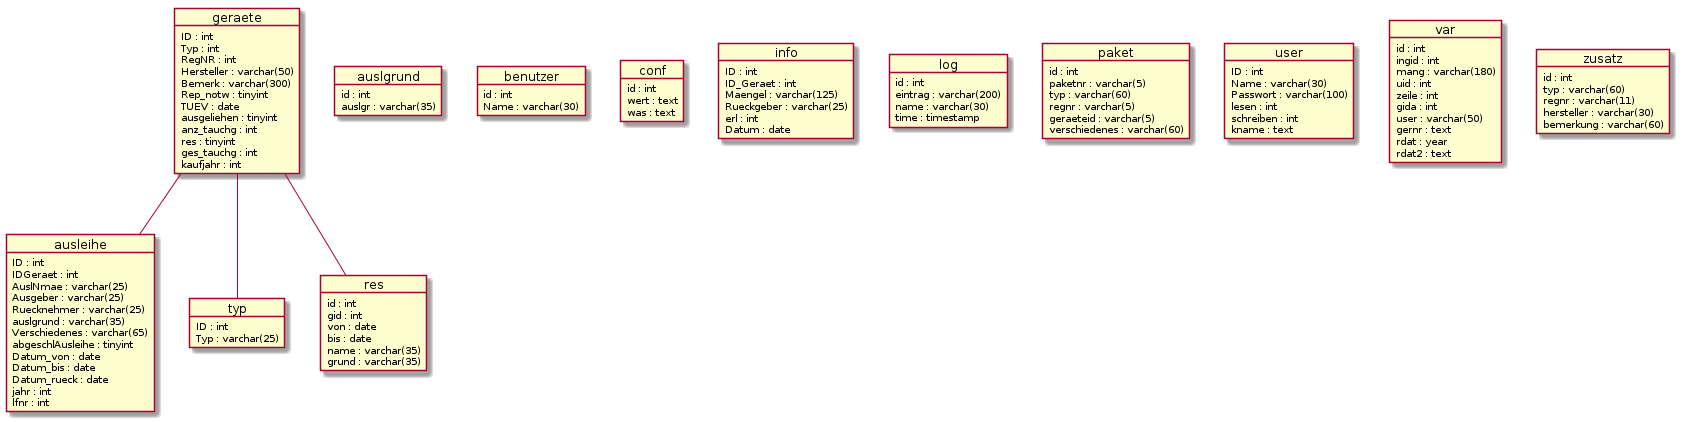 geraete
ID : int
Typ : int
RegNR : int
Hersteller : varchar(50)
Bemerk : varchar(300)
Rep_notw : tinyint
TUEV : date
ausgeliehen : tinyint
anz_tauchg : int
res : tinyint
ges_tauchg : int
kaufjahr : int
auslgrund
id : int
auslgr : varchar(35)
benutzer
id : int
Name : varchar(30)
conf
id : int
wert : text
was : text
info
ID : int
ID_Geraet : int
Maengel : varchar(125)
Rueckgeber : varchar(25)
erl : int
Datum : date
log
id : int
eintrag : varchar(200)
name : varchar(30)
time : timestamp
paket
id : int
paketnr : varchar(5)
typ : varchar(60)
regnr : varchar(5)
geraeteid : varchar(5)
verschiedenes : varchar(60)
user
ID : int
Name : varchar(30)
Passwort : varchar(100)
lesen : int
schreiben : int
kname : text
var
id : int
ingid : int
mang : varchar(180)
uid : int
zeile : int
gida : int
user : varchar(50)
gernr : text
rdat : year
rdat2 : text
zusatz
id : int
typ : varchar(60)
regnr : varchar(11)
hersteller : varchar(30)
bemerkung : varchar(60)
ausleihe
ID : int
IDGeraet : int
AuslNmae : varchar(25)
Ausgeber : varchar(25)
Ruecknehmer : varchar(25)
auslgrund : varchar(35)
Verschiedenes : varchar(65)
abgeschlAusleihe : tinyint
Datum_von : date
Datum_bis : date
Datum_rueck : date
jahr : int
lfnr : int
typ
ID : int
Typ : varchar(25)
res
id : int
gid : int
von : date
bis : date
name : varchar(35)
grund : varchar(35)